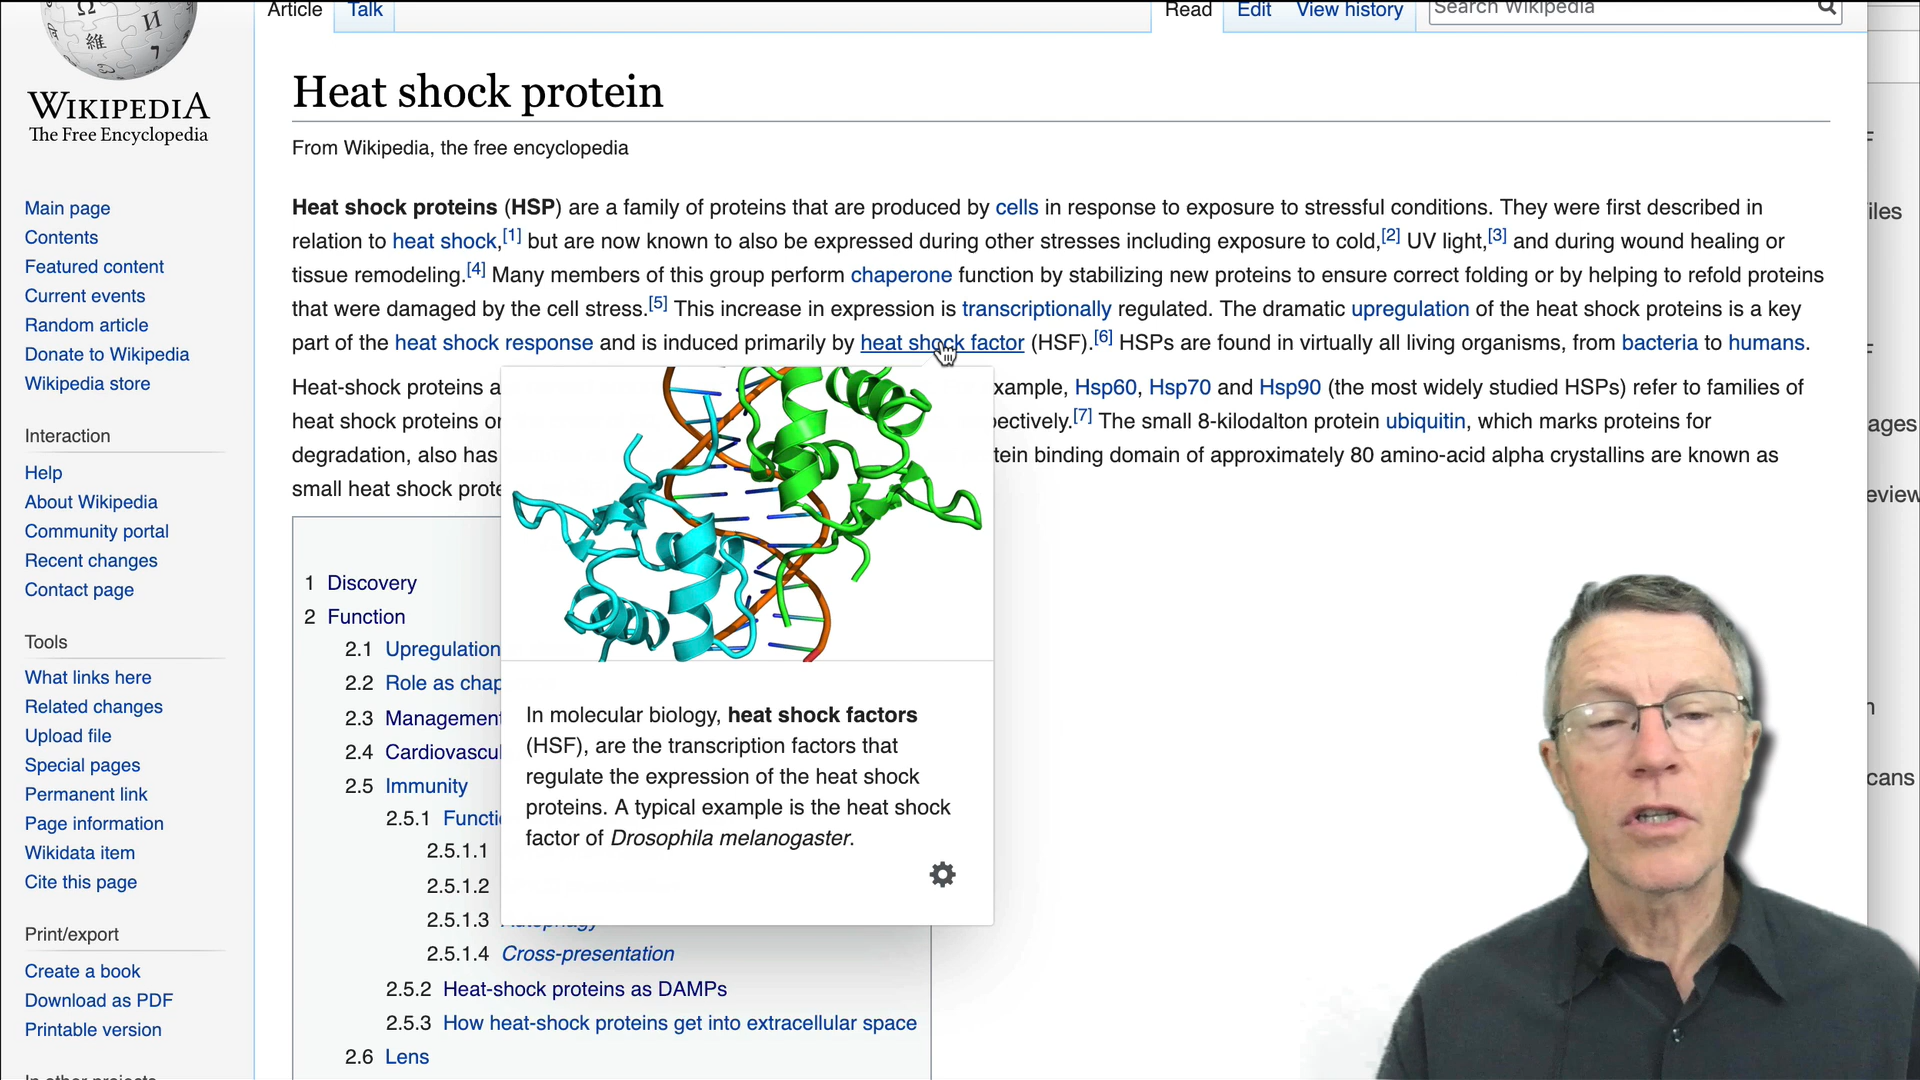 Article Talk Read Edit View history Search Wikipedia
WIKIPEDIA
The Free Encyclopedia
Main page
Contents
Featured content
Current events
Random article
Donate to Wikipedia
Wikipedia store
Interaction
Help
About Wikipedia
Community portal
Recent changes
Contact page
Tools
What links here
Related changes
Upload file
Special pages
Permanent link
Page information
Wikidata item
Cite this page
Print/export
Create a book
Download as PDF
Printable version
In other projects
Heat shock protein
From Wikipedia, the free encyclopedia
Heat shock proteins (HSP) are a family of proteins that are produced by cells in response to exposure to stressful conditions. They were first described in
relation to heat shock,[1] but are now known to also be expressed during other stresses including exposure to cold,[2] UV light,[3] and during wound healing or
tissue remodeling.[4] Many members of this group perform chaperone function by stabilizing new proteins to ensure correct folding or by helping to refold proteins
that were damaged by the cell stress.[5] This increase in expression is transcriptionally regulated. The dramatic upregulation of the heat shock proteins is a key
part of the heat shock response and is induced primarily by heat shock factor (HSF).[6] HSPs are found in virtually all living organisms, from bacteria to humans.
Heat-shock proteins a xample, Hsp60, Hsp70 and Hsp90 (the most widely studied HSPs) refer to families of
heat shock proteins or pectively.[7] The small 8-kilodalton protein ubiquitin, which marks proteins for
degradation, also has tein binding domain of approximately 80 amino-acid alpha crystallins are known as
small heat shock prote
1 Discovery
2 Function
2.1 Upregulation
2.2 Role as chap
2.3 Management
2.4 Cardiovascul
2.5 Immunity
2.5.1 Functi
2.5.1.1
2.5.1.2
2.5.1.3 Autophagy
2.5.1.4 Cross-presentation
2.5.2 Heat-shock proteins as DAMPs
2.5.3 How heat-shock proteins get into extracellular space
2.6 Lens
In molecular biology, heat shock factors
(HSF), are the transcription factors that
regulate the expression of the heat shock
proteins. A typical example is the heat shock
factor of Drosophila melanogaster.
iles
ages
eview
cans